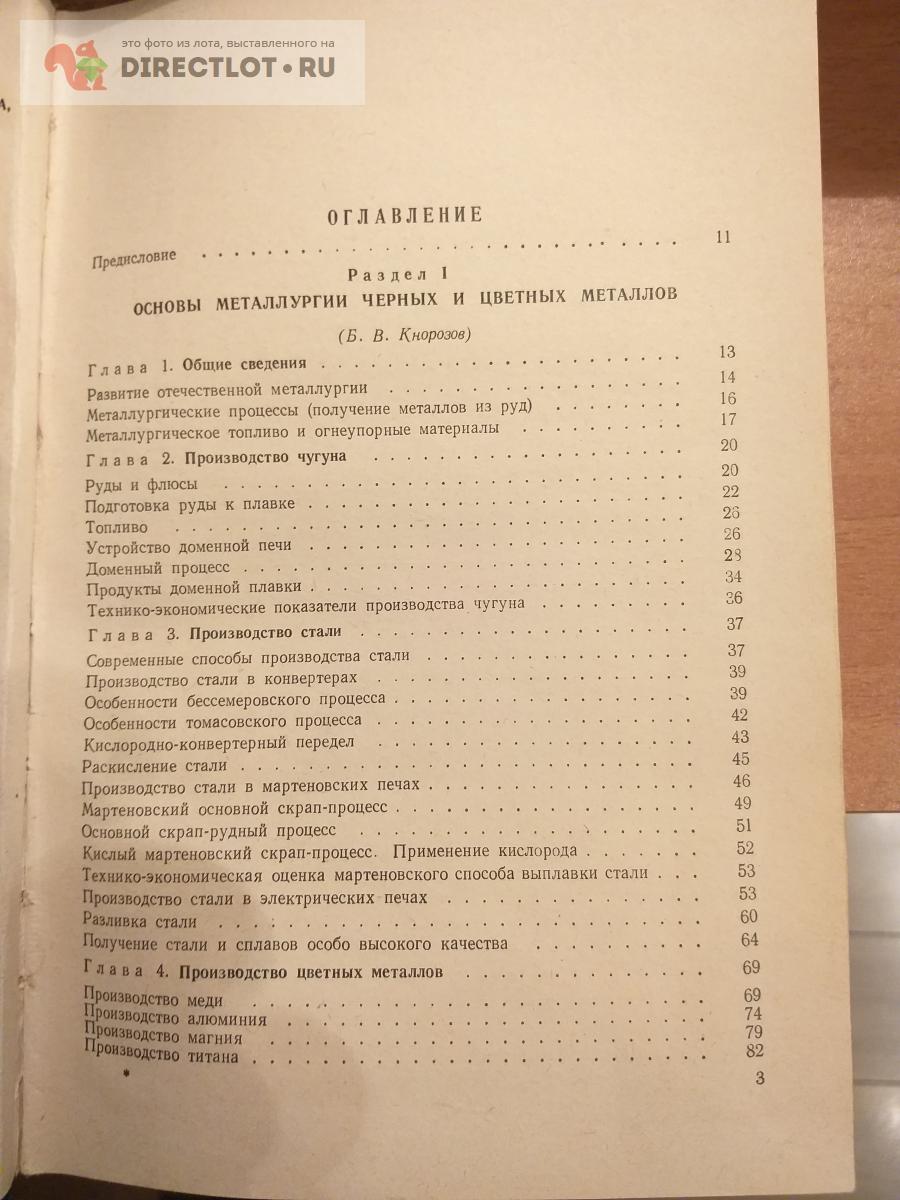 это фото из лота, выставленного на
DIRECTLOT•RU
А,
ОГЛАВЛЕНИЕ
Предисловие . . . . . . . . . . . . . . . . . . . . . . . . . 11
Раздел I
ОСНОВЫ МЕТАЛЛУРГИИ ЧЕРНЫХ И ЦВЕТНЫХ МЕТАЛЛОВ
(Б. В. Кнорозов)
Глава 1. Общие сведения . . . . . . . . . . . . . . . . . . 13
Развитие отечественной металлургии . . . . . . . . . . . . . . 14
Металлургические процессы (получение металлов из руд) . . . . . . . 16
Металлургическое топливо и огнеупорные материалы . . . . . . . . 17
Глава 2. Производство чугуна . . . . . . . . . . . . . . . 20
Руды и флюсы . . . . . . . . . . . . . . . . . . . . . . 20
Подготовка руды к плавке . . . . . . . . . . . . . . . . . . 22
Топливо . . . . . . . . . . . . . . . . . . . . . . . . 26
Устройство доменной печи . . . . . . . . . . . . . . . . . . 26
Доменный процесс . . . . . . . . . . . . . . . . . . . . . 28
Продукты доменной плавки . . . . . . . . . . . . . . . . . . 34
Технико-экономические показатели производства чугуна . . . . . . . 36
Глава 3. Производство стали . . . . . . . . . . . . . . . . 37
Современные способы производства стали . . . . . . . . . . . . . 37
Производство стали в конвертерах . . . . . . . . . . . . . . . 39
Особенности бессемеровского процесса . . . . . . . . . . . . . . 39
Особенности томасовского процесса . . . . . . . . . . . . . . . 42
Кислородно-конвертерный передел . . . . . . . . . . . . . . . 43
Раскисление стали . . . . . . . . . . . . . . . . . . . . . 45
Производство стали в мартеновских печах . . . . . . . . . . . . . 46
Мартеновский основной скрап-процесс . . . . . . . . . . . . . . 49
Основной скрап-рудный процесс . . . . . . . . . . . . . . . . 51
Кислый мартеновский скрап-процесс. Применение кислорода . . . . . . 52
Технико-экономическая оценка мартеновского способа выплавки стали . . . 53
Производство стали в электрических печах . . . . . . . . . . . . 53
Разливка стали . . . . . . . . . . . . . . . . . . . . . . 60
Получение стали и сплавов особо высокого качества . . . . . . . . 64
Глава 4. Производство цветных металлов . . . . . . . . . . . 69
Производство меди . . . . . . . . . . . . . . . . . . . . . 69
Производство алюминия . . . . . . . . . . . . . . . . . . . 74
Производство магния . . . . . . . . . . . . . . . . . . . . 79
Производство титана . . . . . . . . . . . . . . . . . . . . 82
* 3